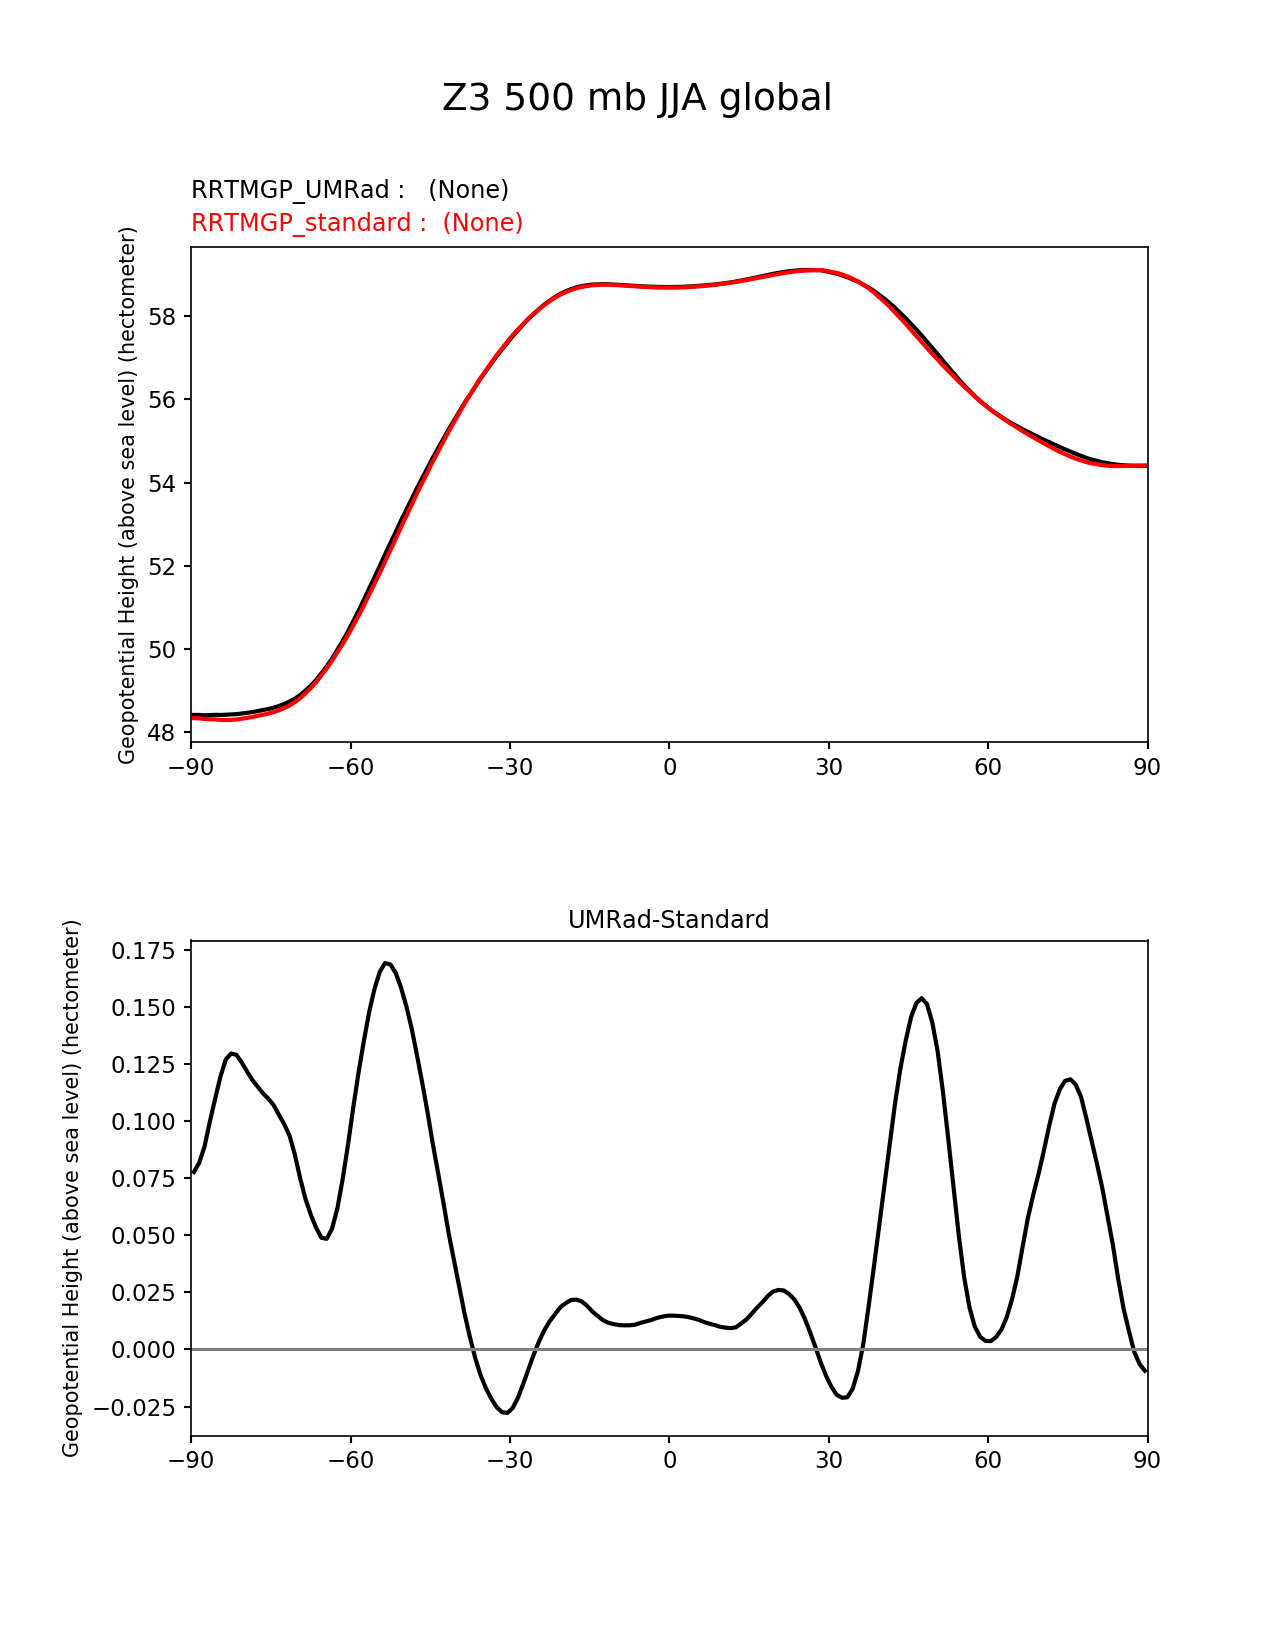 Z3 500 mb JJA global
RRTMGP_UMRad :   (None)
RRTMGP_standard :  (None)
Geopotential Height (above sea level) (hectometer)
58
56
54
52
50
48
−90 −60 −30 0 30 60 90
UMRad-Standard
Geopotential Height (above sea level) (hectometer)
0.175
0.150
0.125
0.100
0.075
0.050
0.025
0.000
−0.025
−90 −60 −30 0 30 60 90